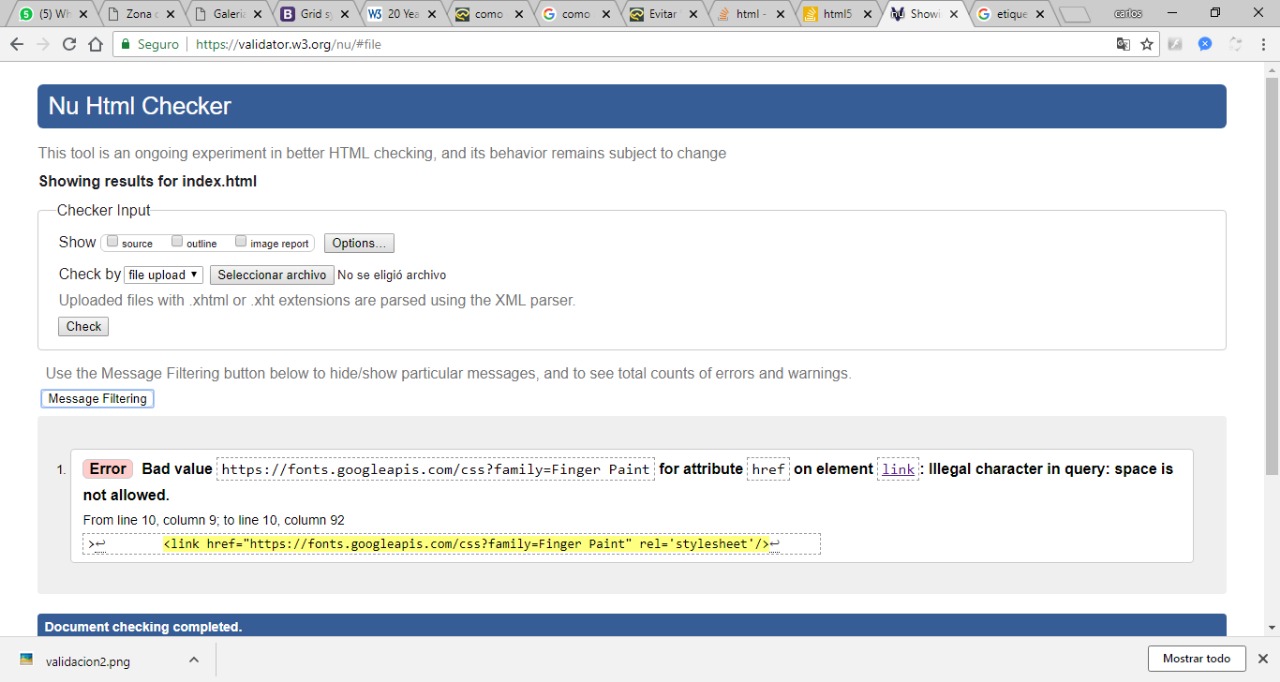 (5) Wh
Zona
Galeri
Grid sy
20 Yea
como
como
Evitar
html -
html5
Showi
etique
carlos
Seguro
https://validator.w3.org/nu/#file
Nu Html Checker
This tool is an ongoing experiment in better HTML checking, and its behavior remains subject to change
Showing results for index.html
Checker Input
Show source outline image report Options...
Check by file upload Seleccionar archivo No se eligió archivo
Uploaded files with .xhtml or .xht extensions are parsed using the XML parser.
Check
Use the Message Filtering button below to hide/show particular messages, and to see total counts of errors and warnings.
Message Filtering
1. Error Bad value https://fonts.googleapis.com/css?family=Finger Paint for attribute href on element link: Illegal character in query: space is
not allowed.
From line 10, column 9; to line 10, column 92
>↩ <link href="https://fonts.googleapis.com/css?family=Finger Paint" rel='stylesheet'/>↩
Document checking completed.
validacion2.png
Mostrar todo